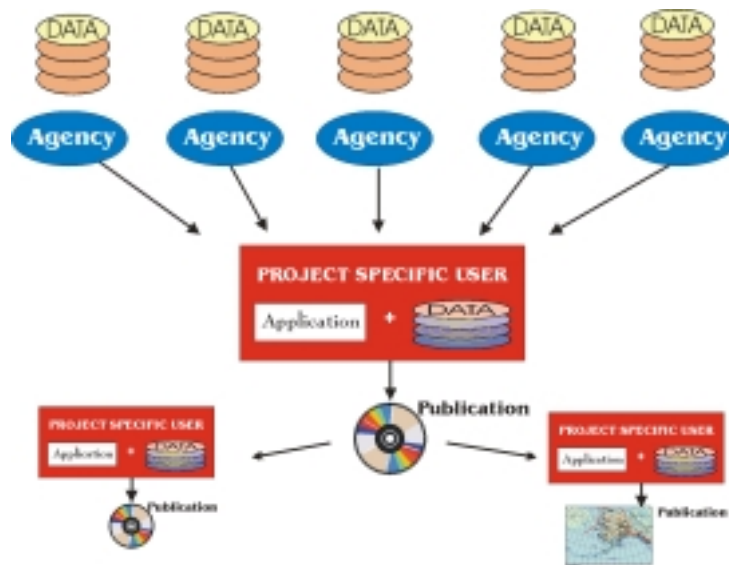 DATA
DATA
DATA
DATA
DATA
Agency
Agency
Agency
Agency
Agency
PROJECT SPECIFIC USER
Application + DATA
Publication
PROJECT SPECIFIC USER
Application + DATA
Publication
PROJECT SPECIFIC USER
Application + DATA
Publication